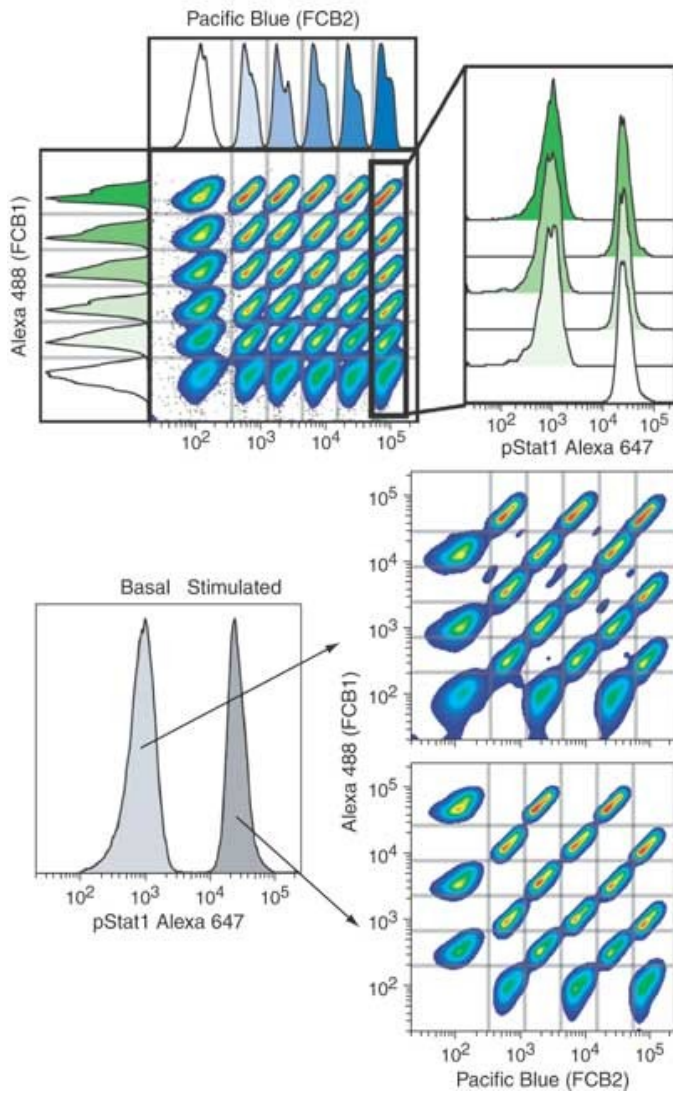 Pacific Blue (FCB2)
Alexa 488 (FCB1)
10² 10³ 10⁴ 10⁵
10² 10³ 10⁴ 10⁵
pStat1 Alexa 647
Basal Stimulated
10² 10³ 10⁴ 10⁵
pStat1 Alexa 647
Alexa 488 (FCB1)
10⁵
10⁴
10³
10²
10⁵
10⁴
10³
10²
10² 10³ 10⁴ 10⁵
Pacific Blue (FCB2)